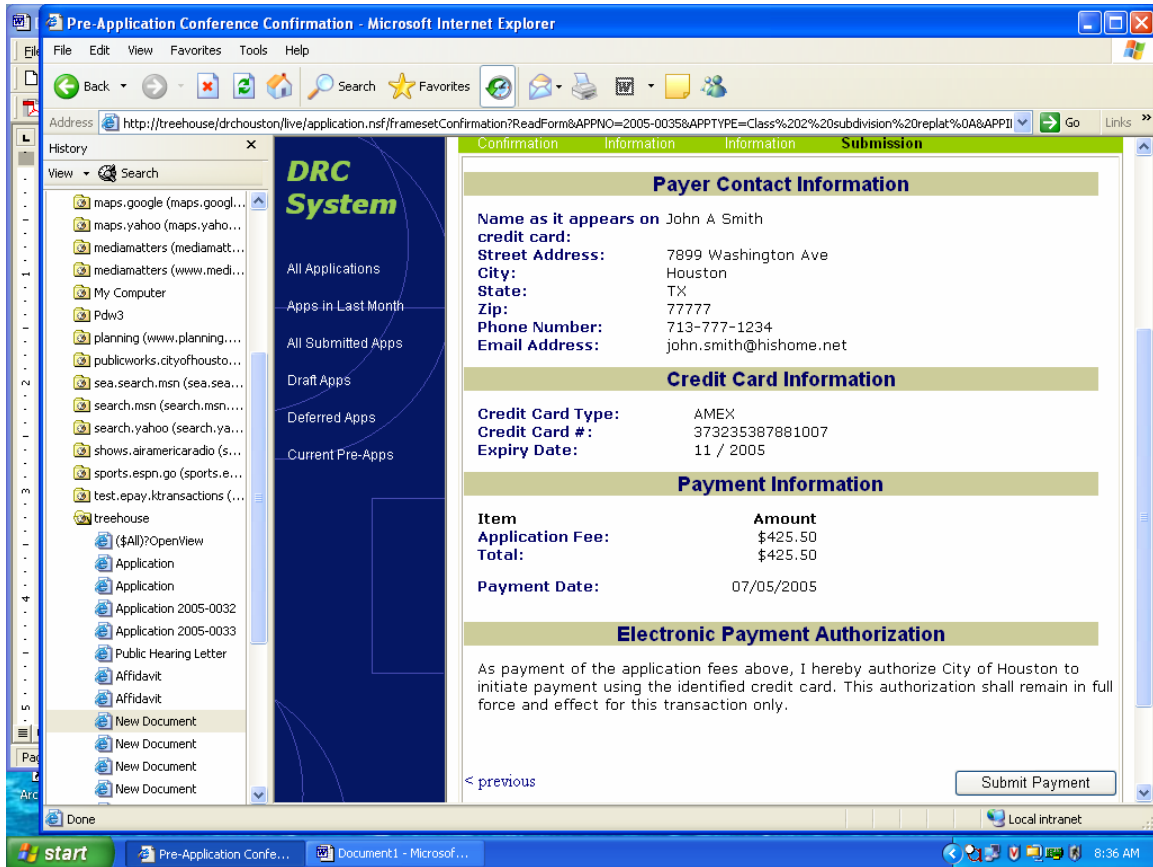 Pre-Application Conference Confirmation - Microsoft Internet Explorer
File Edit View Favorites Tools Help
Back Search Favorites
Address http://treehouse/drchouston/live/application.nsf/framesetConfirmation?ReadForm&APPNO=2005-0035&APPTYPE=Class%202%20subdivision%20replat%0A&APPI Go Links »
History x
View Search
maps.google (maps.googl...
maps.yahoo (maps.yaho...
mediamatters (mediamatt...
mediamatters (www.medi...
My Computer
Pdw3
planning (www.planning....
publicworks.cityofhousto...
sea.search.msn (sea.sea...
search.msn (search.msn....
search.yahoo (search.ya...
shows.airamericaradio (s...
sports.espn.go (sports.e...
test.epay.ktransactions (...
treehouse
($All)?OpenView
Application
Application
Application 2005-0032
Application 2005-0033
Public Hearing Letter
Affidavit
Affidavit
New Document
New Document
New Document
New Document
DRC
System
All Applications
Apps in Last Month
All Submitted Apps
Draft Apps
Deferred Apps
Current Pre-Apps
Confirmation Information Information Submission
Payer Contact Information
Name as it appears on John A Smith
credit card:
Street Address: 7899 Washington Ave
City: Houston
State: TX
Zip: 77777
Phone Number: 713-777-1234
Email Address: john.smith@hishome.net
Credit Card Information
Credit Card Type: AMEX
Credit Card #: 373235387881007
Expiry Date: 11 / 2005
Payment Information
Item Amount
Application Fee: $425.50
Total: $425.50
Payment Date: 07/05/2005
Electronic Payment Authorization
As payment of the application fees above, I hereby authorize City of Houston to
initiate payment using the identified credit card. This authorization shall remain in full
force and effect for this transaction only.
< previous Submit Payment
Done Local intranet
start Pre-Application Confe... Document1 - Microsof... 8:36 AM